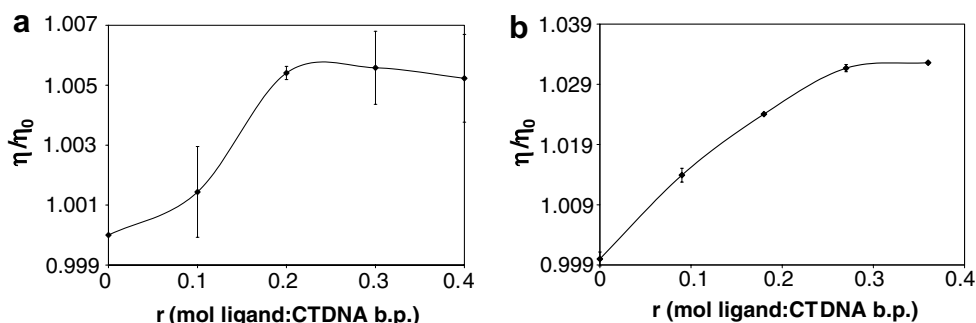 a
1.007
1.005
1.003
1.001
0.999
η/η0
0 0.1 0.2 0.3 0.4
r (mol ligand:CTDNA b.p.)
b
1.039
1.029
1.019
1.009
0.999
η/η0
0 0.1 0.2 0.3 0.4
r (mol ligand:CTDNA b.p.)